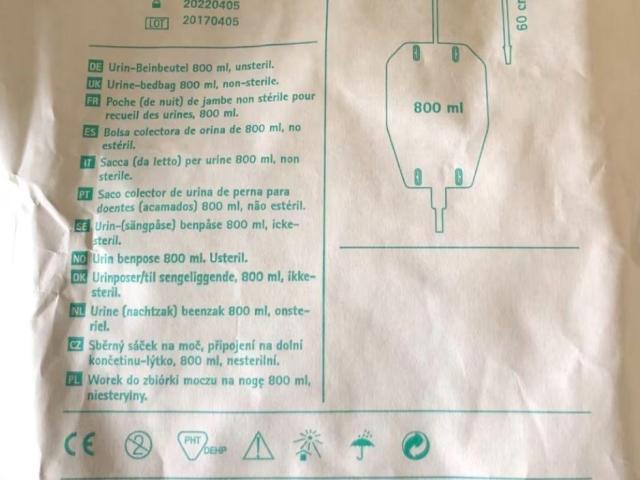 20220405
LOT 20170405
DE Urin-Beinbeutel 800 ml, unsteril.
UK Urine-bedbag 800 ml, non-sterile.
FR Poche (de nuit) de jambe non stérile pour
recueil des urines, 800 ml.
ES Bolsa colectora de orina de 800 ml, no
estéril.
IT Sacca (da letto) per urine 800 ml, non
sterile.
PT Saco colector de urina de perna para
doentes (acamados) 800 ml, não estéril.
SE Urin-(sängpåse) benpåse 800 ml, icke-
steril.
NO Urin benpose 800 ml. Usteril.
DK Urinposer/til sengeliggende, 800 ml, ikke-
steril.
NL Urine (nachtzak) beenzak 800 ml, onste-
riel.
CZ Sběrný sáček na moč, připojení na dolní
končetinu-lýtko, 800 ml, nesterilní.
PL Worek do zbiórki moczu na nogę 800 ml,
niesterylny.
800 ml
60 cm
CE 2 PHT DEHP